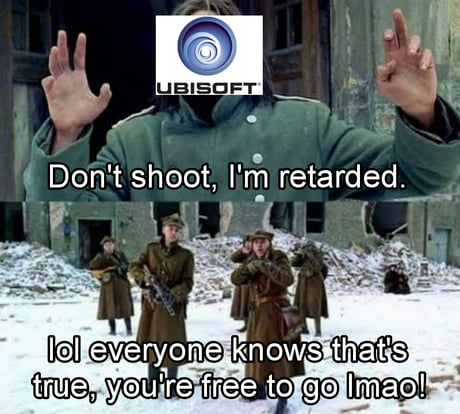 UBISOFT
Don't shoot, I'm retarded.
lol everyone knows that's
true, you're free to go lmao!